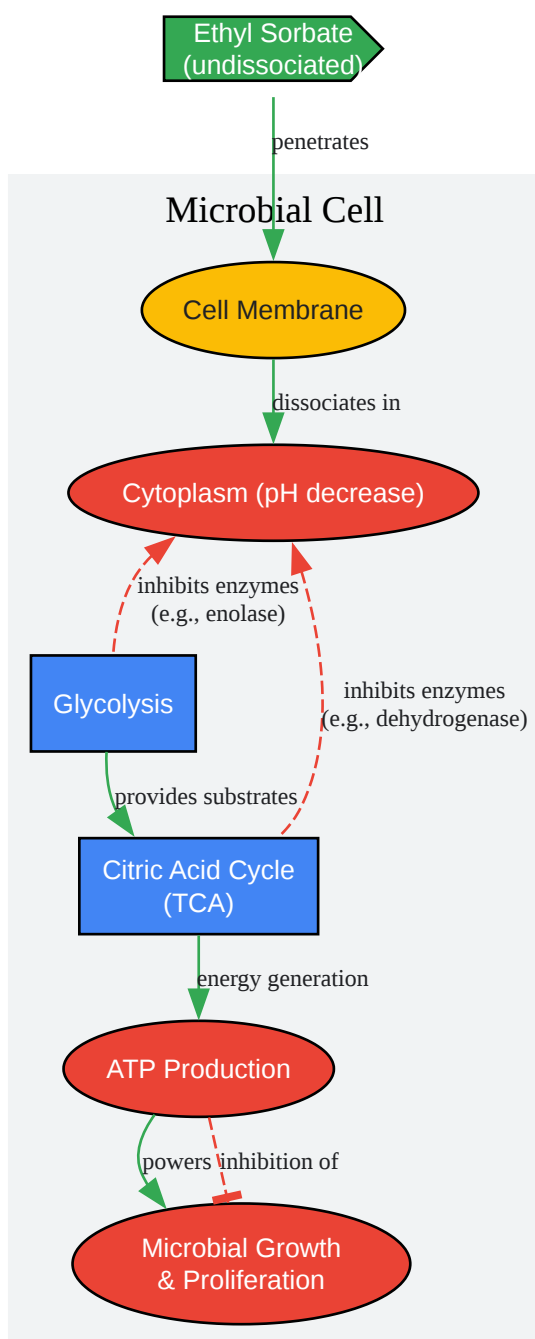 Ethyl Sorbate
(undissociated)
penetrates
Microbial Cell
Cell Membrane
dissociates in
Cytoplasm (pH decrease)
inhibits enzymes
(e.g., enolase)
Glycolysis
inhibits enzymes
(e.g., dehydrogenase)
provides substrates
Citric Acid Cycle
(TCA)
energy generation
ATP Production
powers
inhibition of
Microbial Growth
& Proliferation